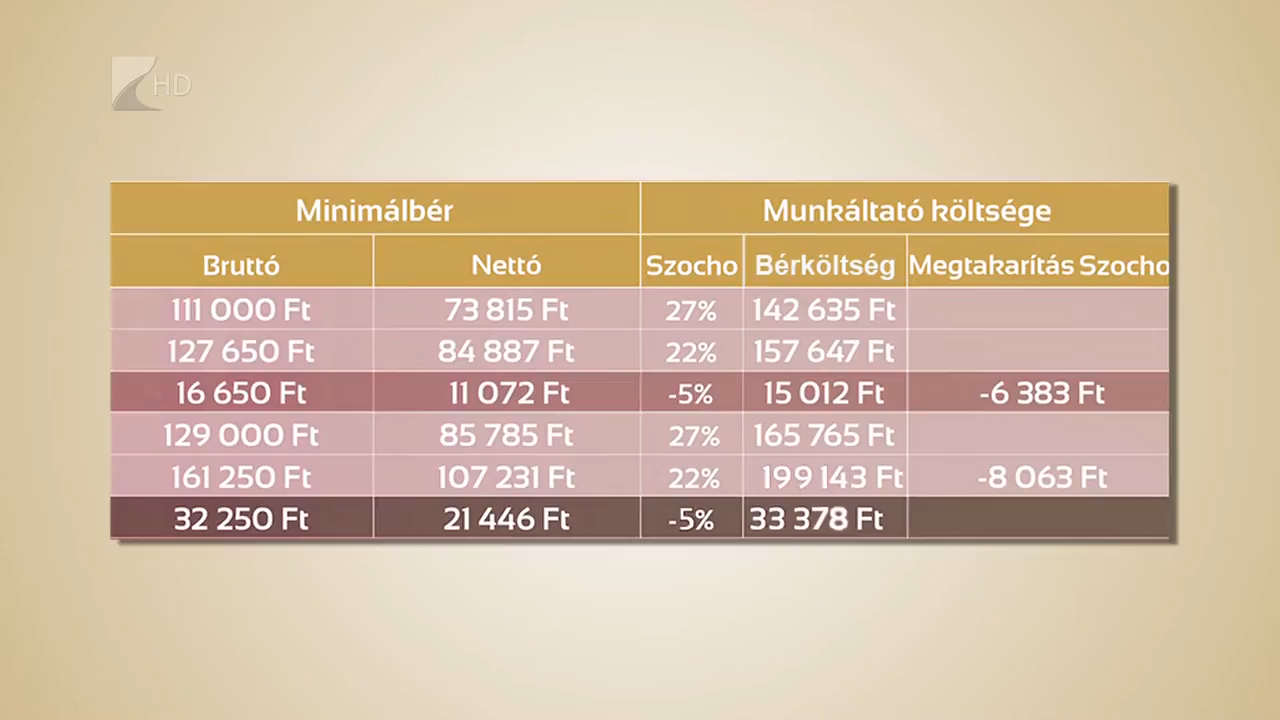 HD
Minimálbér Munkáltató költsége
Bruttó Nettó Szocho Bérköltség Megtakarítás Szocho
111 000 Ft 73 815 Ft 27% 142 635 Ft
127 650 Ft 84 887 Ft 22% 157 647 Ft
16 650 Ft 11 072 Ft -5% 15 012 Ft -6 383 Ft
129 000 Ft 85 785 Ft 27% 165 765 Ft
161 250 Ft 107 231 Ft 22% 199 143 Ft -8 063 Ft
32 250 Ft 21 446 Ft -5% 33 378 Ft